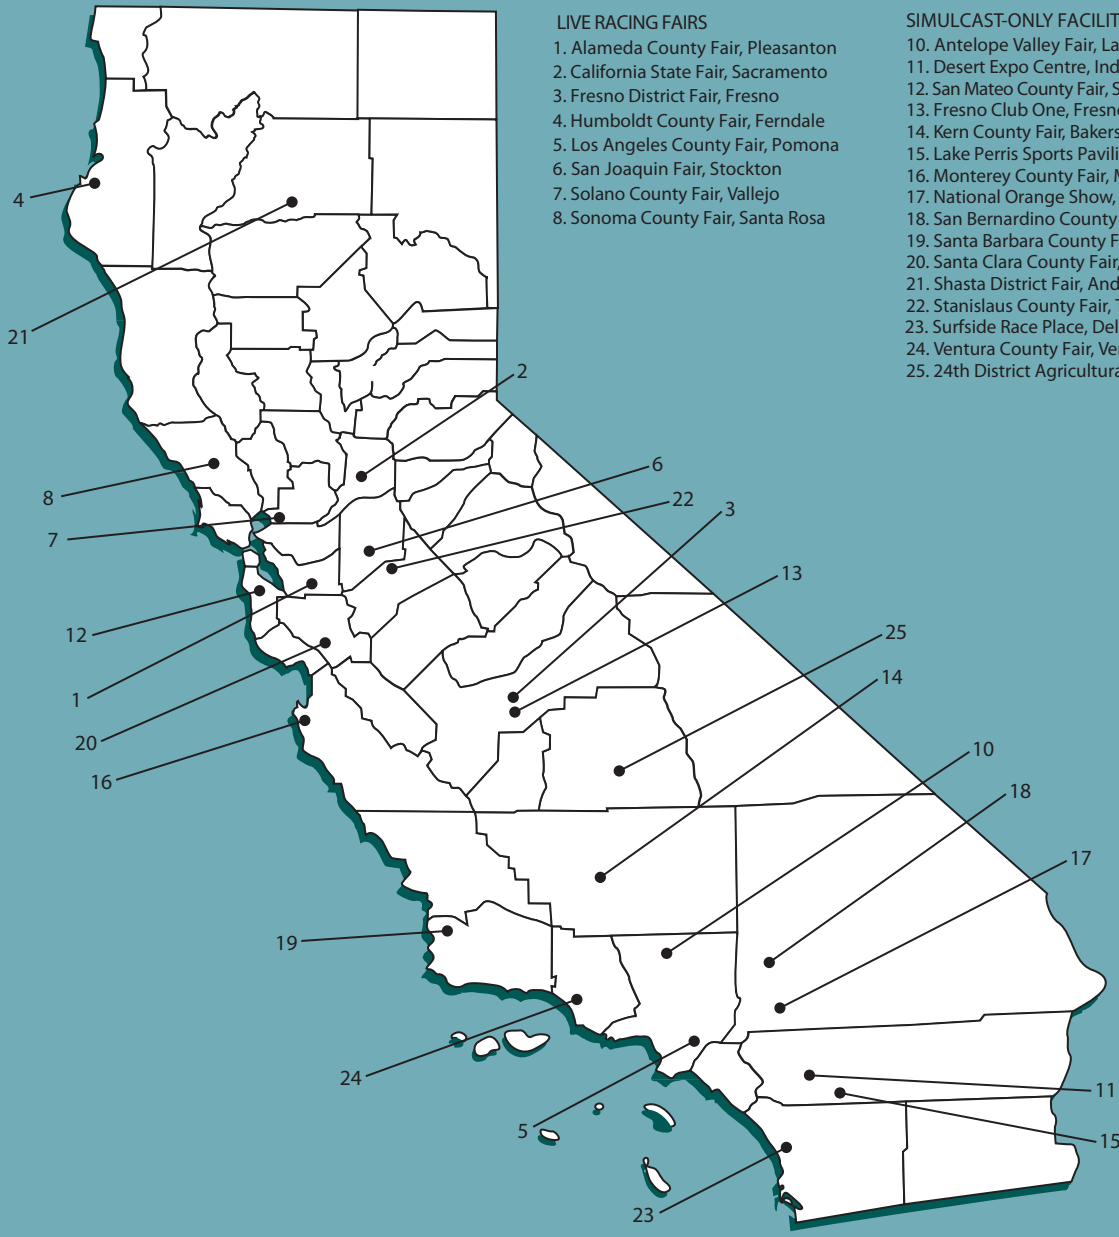 LIVE RACING FAIRS
1. Alameda County Fair, Pleasanton
2. California State Fair, Sacramento
3. Fresno District Fair, Fresno
4. Humboldt County Fair, Ferndale
5. Los Angeles County Fair, Pomona
6. San Joaquin Fair, Stockton
7. Solano County Fair, Vallejo
8. Sonoma County Fair, Santa Rosa
SIMULCAST-ONLY
10. Antelope Valley Fair,
11. Desert Expo Centre,
12. San Mateo County Fair,
13. Fresno Club One,
14. Kern County Fair,
15. Lake Perris Sports
16. Monterey County Fair,
17. National Orange Show,
18. San Bernardino County
19. Santa Barbara County
20. Santa Clara County Fair,
21. Shasta District Fair,
22. Stanislaus County Fair,
23. Surfside Race Place,
24. Ventura County Fair,
25. 24th District
4
21
2
6
8
22
3
7
13
12
25
14
1
20
10
16
18
17
19
24
11
5
15
23